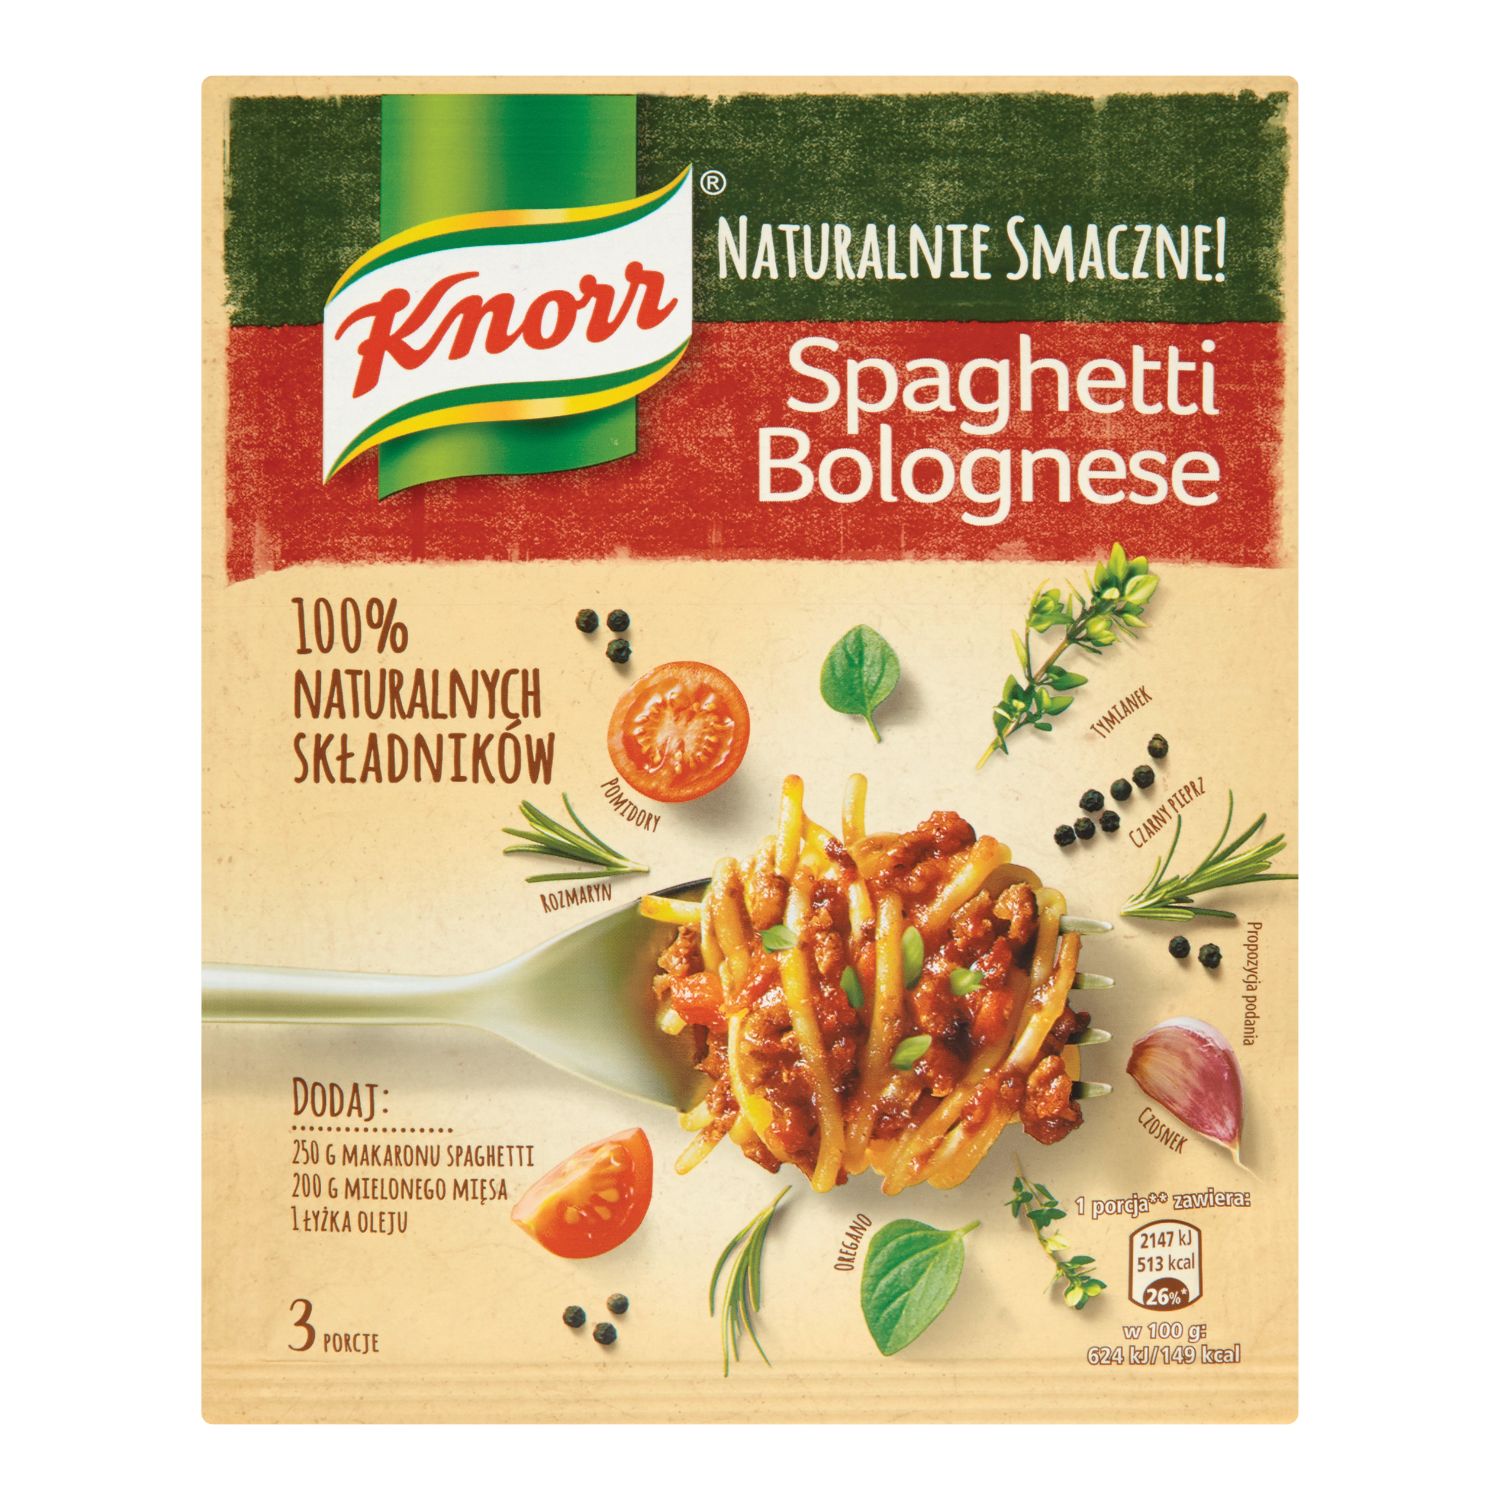 Knorr®
NATURALNIE SMACZNE!
Spaghetti
Bolognese
100%
NATURALNYCH
SKŁADNIKÓW
TYMIANEK
POMIDORY
CZARNY PIEPRZ
ROZMARYN
Propozycja podania
CZOSNEK
DODAJ:
250 G MAKARONU SPAGHETTI
200 G MIELONEGO MIĘSA
1 ŁYŻKA OLEJU
OREGANO
1 porcja** zawiera:
2147 kJ
513 kcal
26%*
w 100 g:
624 kJ/149 kcal
3 PORCJE